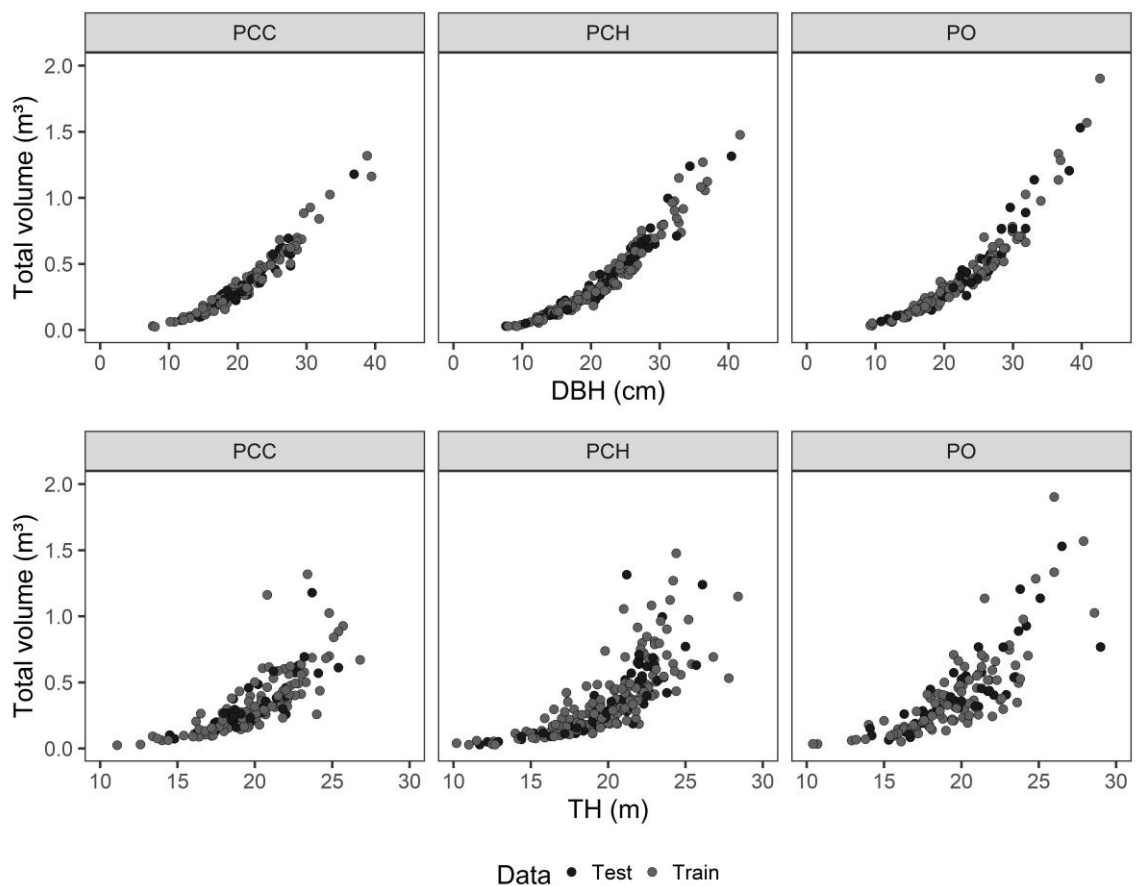 PCC PCH PO
Total volume (m³)
2.0
1.5
1.0
0.5
0.0
0 10 20 30 40 0 10 20 30 40 0 10 20 30 40
DBH (cm)
PCC PCH PO
Total volume (m³)
2.0
1.5
1.0
0.5
0.0
10 15 20 25 30 10 15 20 25 30 10 15 20 25 30
TH (m)
Data Test Train